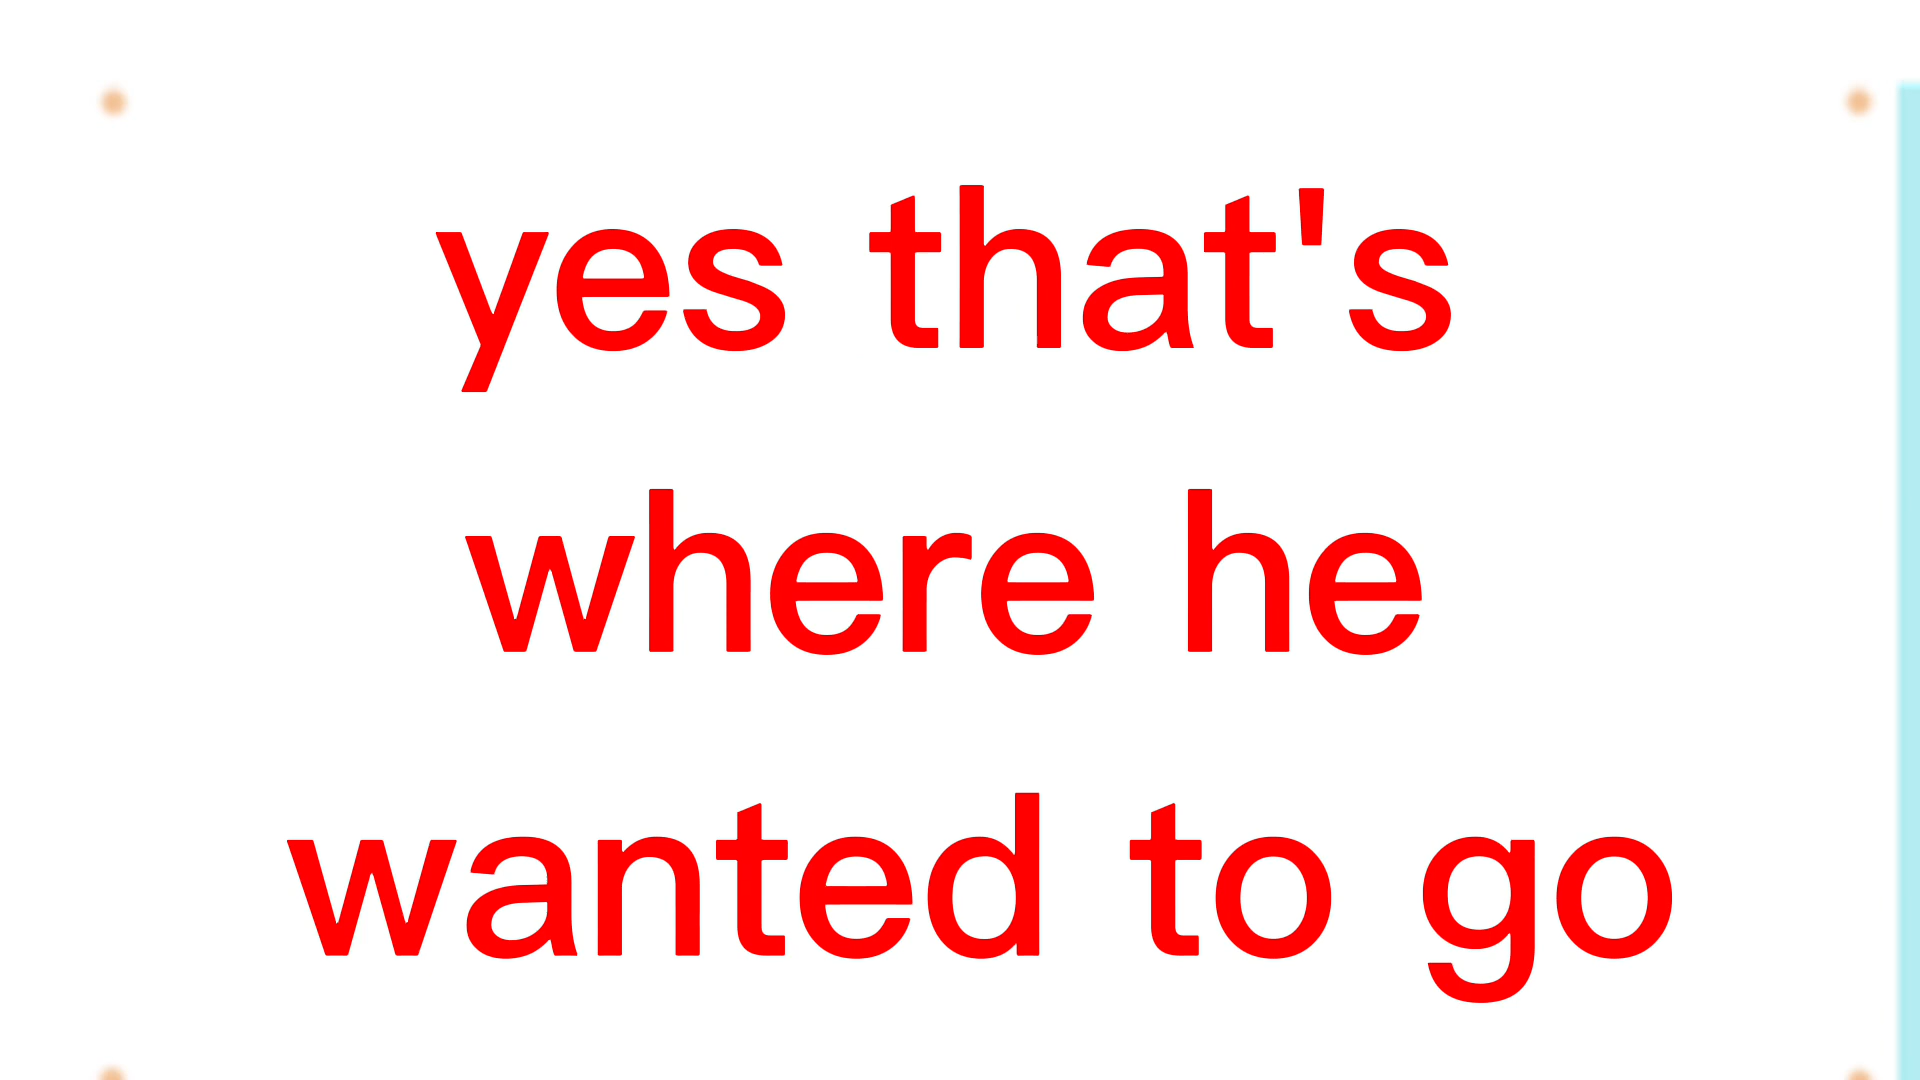 yes that's
where he
wanted to go